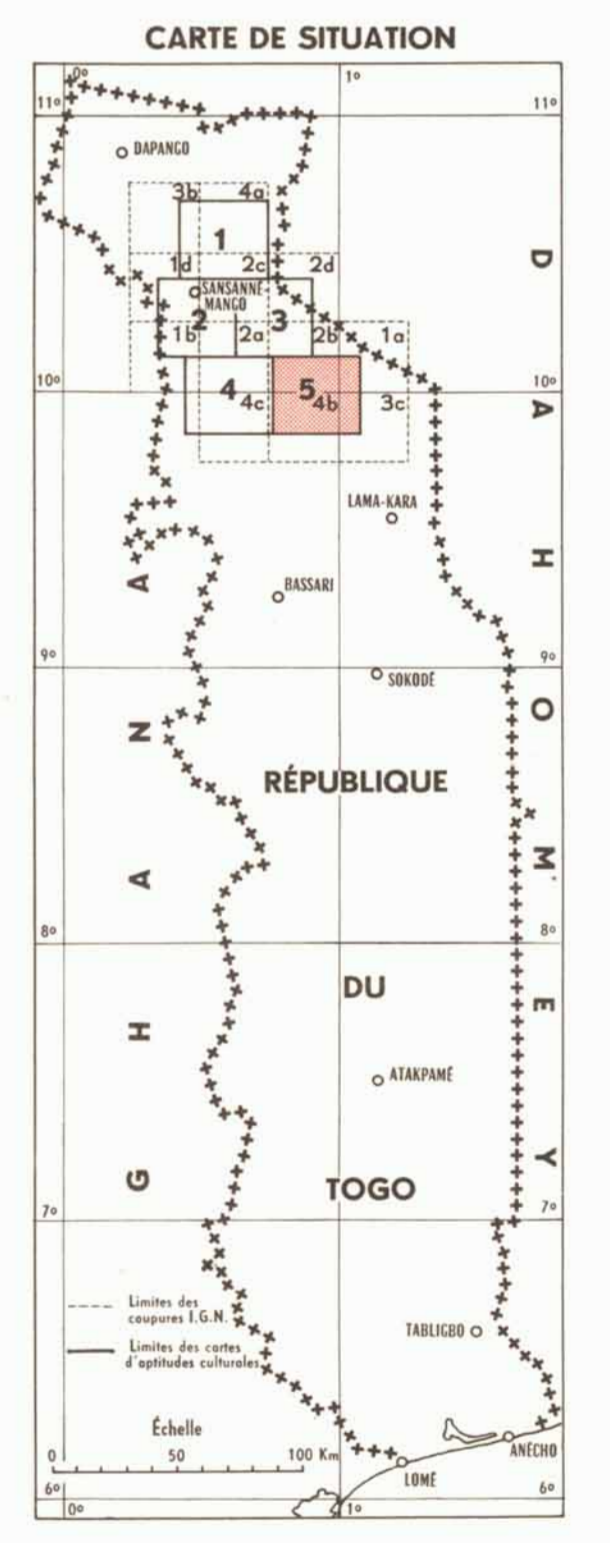 CARTE DE SITUATION
0° 1°
11° 11°
DAPANGO
3b 4a
1
1d 2c 2d
SANSANNÉ-
MANGO
2 3
1b 2a 2b 1a
10° 10°
4 5
4c 4b 3c
LAMA-KARA
BASSARI
9° 9°
SOKODÉ
RÉPUBLIQUE
8° 8°
DU
ATAKPAMÉ
TOGO
7° 7°
GHANA
DAHOMEY
Limites des
coupures I.G.N.
Limites des cartes
d'aptitudes culturales
TABLIGBO
Échelle
0 50 100 Km
ANÉCHO
LOMÉ
6° 6°
0° 1°